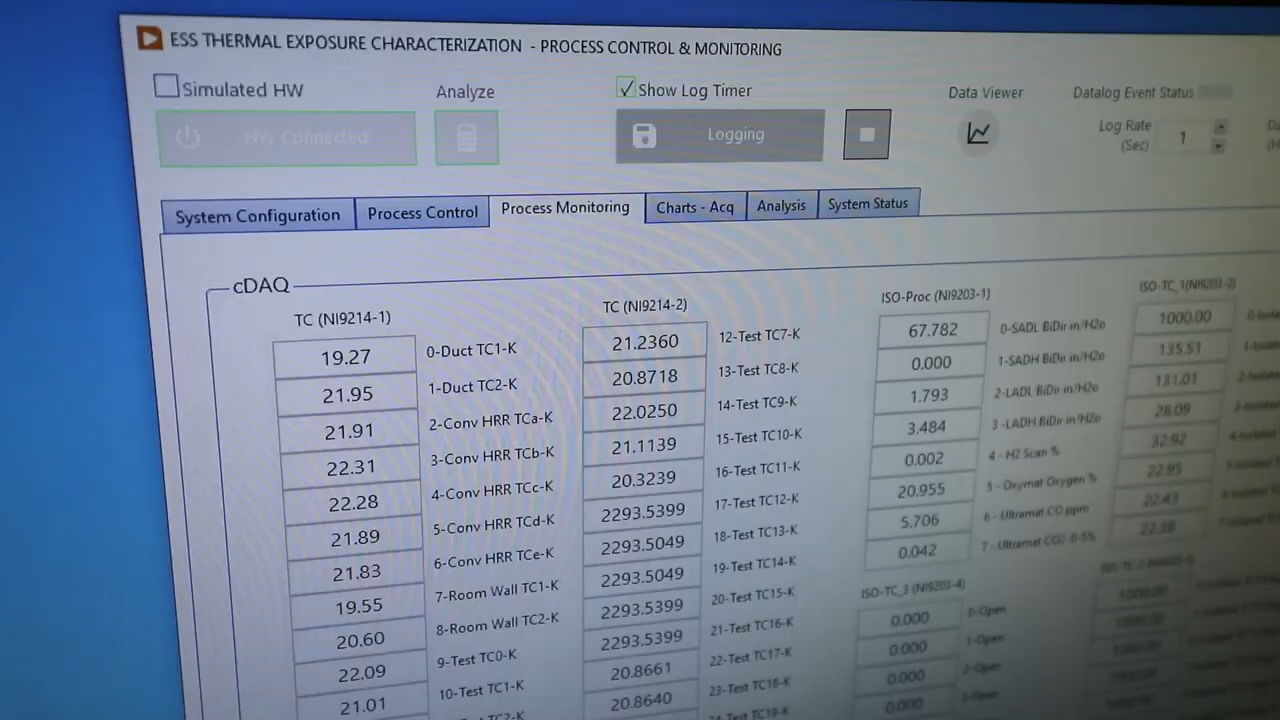 ESS THERMAL EXPOSURE CHARACTERIZATION - PROCESS CONTROL & MONITORING
Simulated HW
Analyze
Show Log Timer
Data Viewer
Datalog Event Status
HW Connected
Logging
Log Rate
(Sec)
1
System Configuration
Process Control
Process Monitoring
Charts - Acq
Analysis
System Status
cDAQ
TC (NI9214-1)
19.27 0-Duct TC1-K
21.95 1-Duct TC2-K
21.91 2-Conv HRR TCa-K
22.31 3-Conv HRR TCb-K
22.28 4-Conv HRR TCc-K
21.89 5-Conv HRR TCd-K
21.83 6-Conv HRR TCe-K
19.55 7-Room Wall TC1-K
20.60 8-Room Wall TC2-K
22.09 9-Test TC0-K
21.01 10-Test TC1-K
TC (NI9214-2)
21.2360 12-Test TC7-K
20.8718 13-Test TC8-K
22.0250 14-Test TC9-K
21.1139 15-Test TC10-K
20.3239 16-Test TC11-K
2293.5399 17-Test TC12-K
2293.5049 18-Test TC13-K
2293.5049 19-Test TC14-K
2293.5399 20-Test TC15-K
2293.5399 21-Test TC16-K
20.8661 22-Test TC17-K
20.8640 23-Test TC18-K
ISO-Proc (NI9203-1)
67.782 0-SADL BiDir in/H2o
0.000 1-SADH BiDir in/H2o
1.793 2-LADL BiDir in/H2o
3.484 3 -LADH BiDir in/H2o
0.002 4 - H2 Scan %
20.955 5 - Oxymat Oxygen %
5.706 6 - Ultramat CO ppm
0.042 7 - Ultramat CO2 0-5%
ISO-TC_3 (NI9203-4)
0.000 0-Open
0.000 1-Open
0.000 2-Open
0.000
ISO-TC_1(NI9203-2)
1000.00
135.51
131.01
28.09
32.92
22.95
22.43